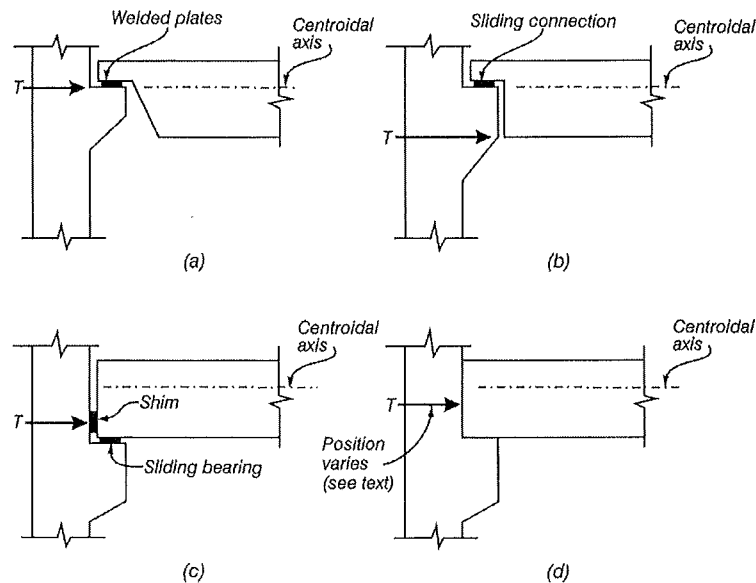 Welded plates
Centroidal
axis
T
(a)
Sliding connection
Centroidal
axis
T
(b)
Centroidal
axis
T
Shim
Sliding bearing
(c)
Centroidal
axis
T
Position
varies
(see text)
(d)